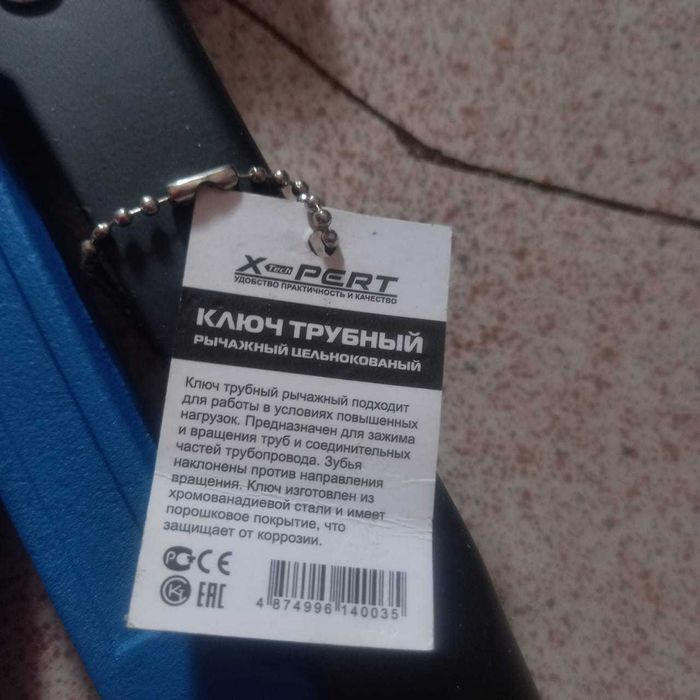 X-Tech PERT
УДОБСТВО ПРАКТИЧНОСТЬ И КАЧЕСТВО
КЛЮЧ ТРУБНЫЙ
РЫЧАЖНЫЙ ЦЕЛЬНОКОВАНЫЙ
Ключ трубный рычажный подходит
для работы в условиях повышенных
нагрузок. Предназначен для зажима
и вращения труб и соединительных
частей трубопровода. Зубья
наклонены против направления
вращения. Ключ изготовлен из
хромованадиевой стали и имеет
порошковое покрытие, что
защищает от коррозии.
РСТ CE
EAC
4 874996 140035